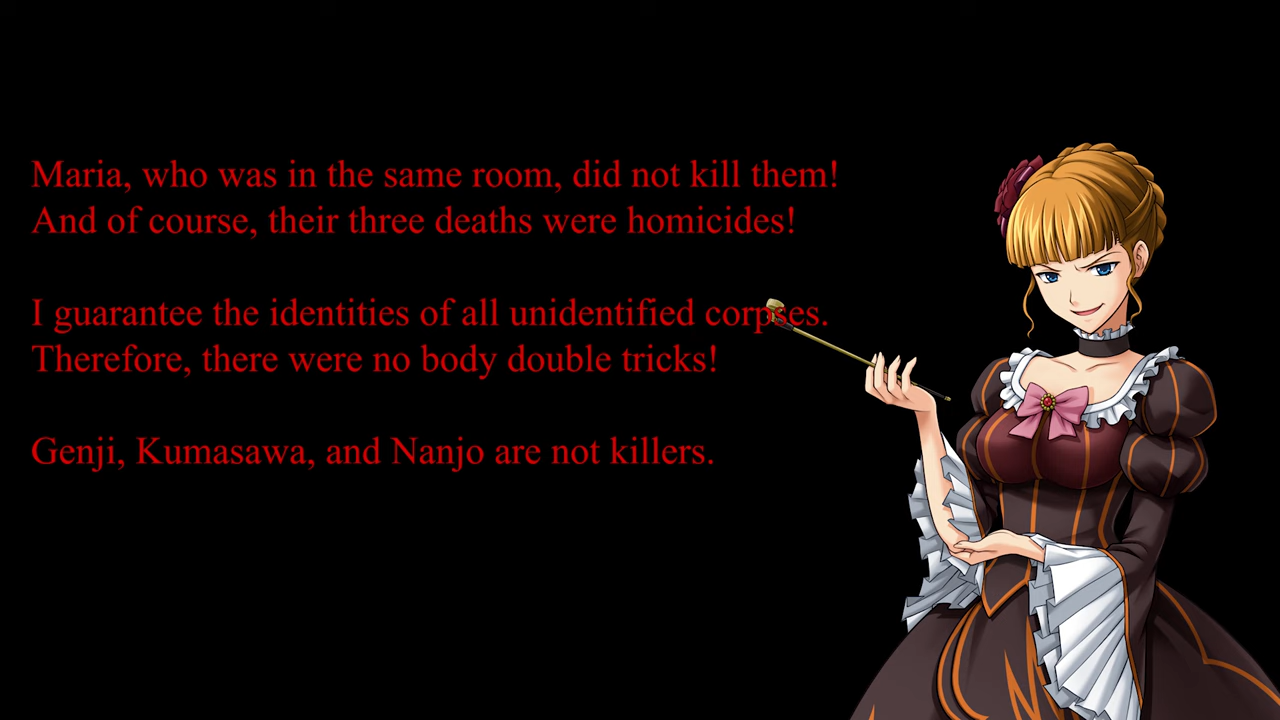 Maria, who was in the same room, did not kill them!
And of course, their three deaths were homicides!
I guarantee the identities of all unidentified corpses.
Therefore, there were no body double tricks!
Genji, Kumasawa, and Nanjo are not killers.